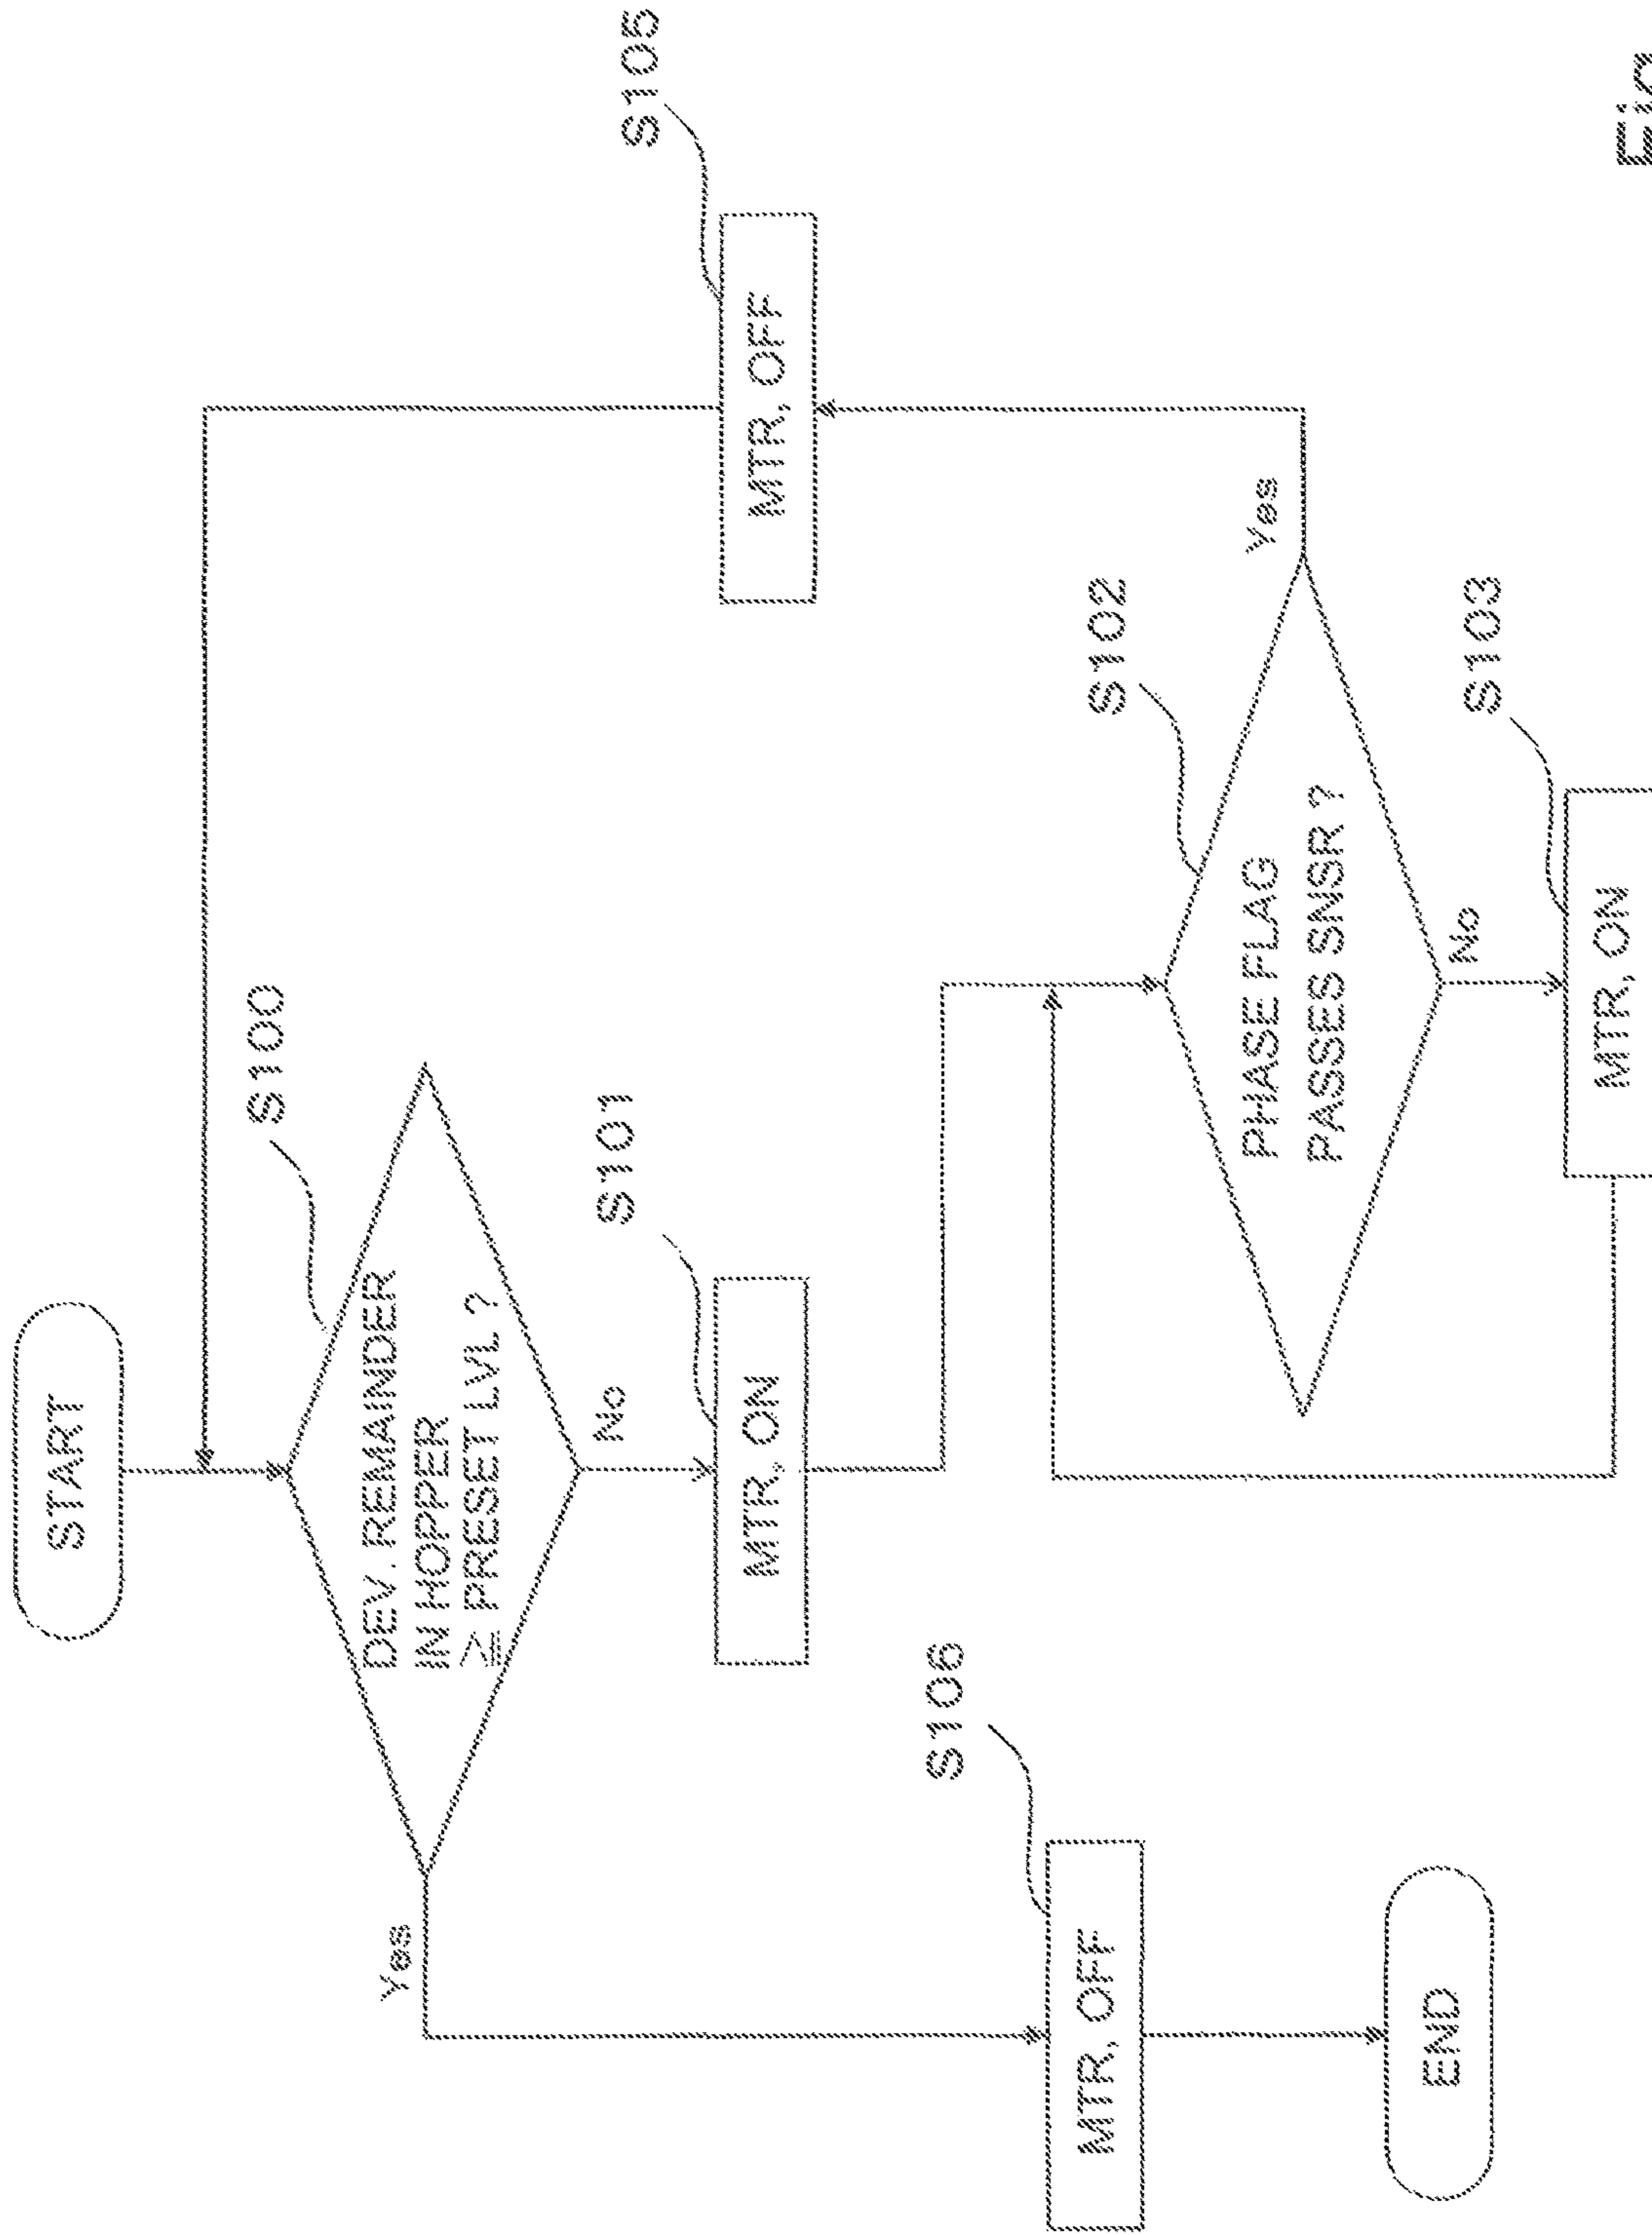 START
S100
DEV. REMAINDER
IN HOPPER
≧ PRESET LVL ?
Yes
No
S101
MTR, ON
S105
MTR, OFF
S106
MTR, OFF
END
S102
PHASE FLAG
PASSES SNSR ?
Yes
No
S103
MTR, ON
Fig